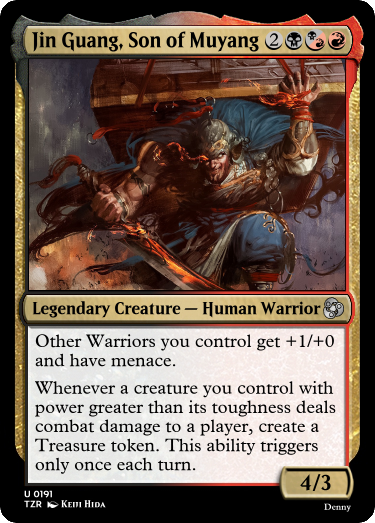 Jin Guang, Son of Muyang 2
Legendary Creature — Human Warrior
Other Warriors you control get +1/+0
and have menace.
Whenever a creature you control with
power greater than its toughness deals
combat damage to a player, create a
Treasure token. This ability triggers
only once each turn.
4/3
U 0191
TZR Keiji Hida
Denny